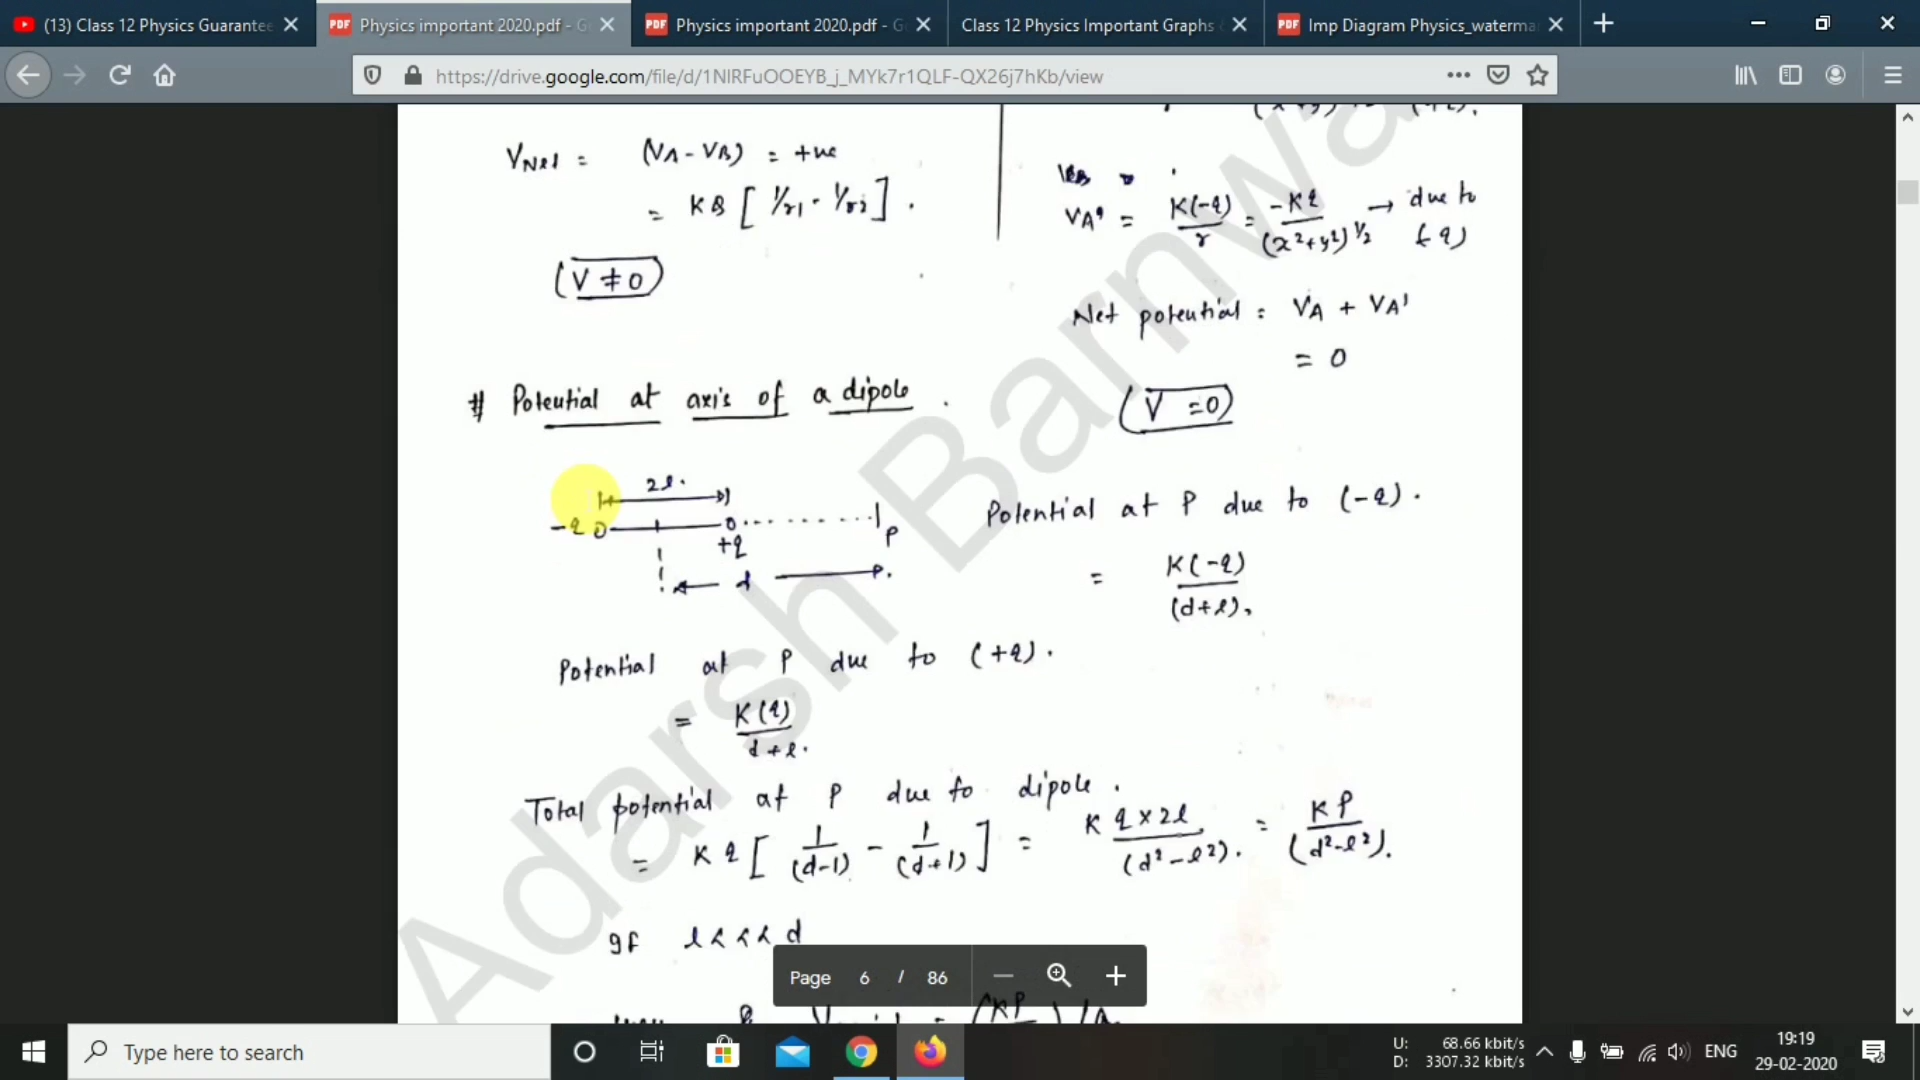 (13) Class 12 Physics Guarantee
Physics important 2020.pdf - G
Physics important 2020.pdf - G
Class 12 Physics Important Graphs
Imp Diagram Physics_waterma
https://drive.google.com/file/d/1NlRFuOOEYB_j_MYk7r1QLF-QX26j7hKb/view
VNet = (VA - VB) = +ve
= KQ [ 1/r1 - 1/r2 ] .
(V ≠ 0)
VA' = K(-q)/r = -Kq/(x²+y²)^1/2 → due to (-q)
Net potential = VA + VA'
= 0
(V = 0)
# Potential at axis of a dipole .
2l.
-q
+q
P
d
Potential at P due to (-q) .
= K(-q)/(d+l).
Potential at P due to (+q) .
= K(q)/d+l.
Total potential at P due to dipole .
= Kq [ 1/(d-l) - 1/(d+l) ] = K q×2l/(d²-l²). = KP/(d²-l²).
If l <<< d
Adarsh Barnwa
Page 6 / 86
Type here to search
U: 68.66 kbit/s
D: 3307.32 kbit/s
ENG
19:19
29-02-2020